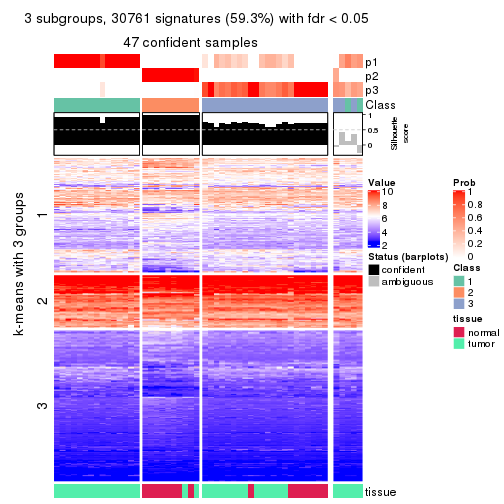 3 subgroups, 30761 signatures (59.3%) with fdr < 0.05
47 confident samples
p1
p2
p3
Class
1
0.5
0
Silhouette
score
k-means with 3 groups
1
2
3
tissue
Value
10
8
6
4
2
Status (barplots)
confident
ambiguous
Prob
1
0.8
0.6
0.4
0.2
0
Class
1
2
3
tissue
normal
tumor